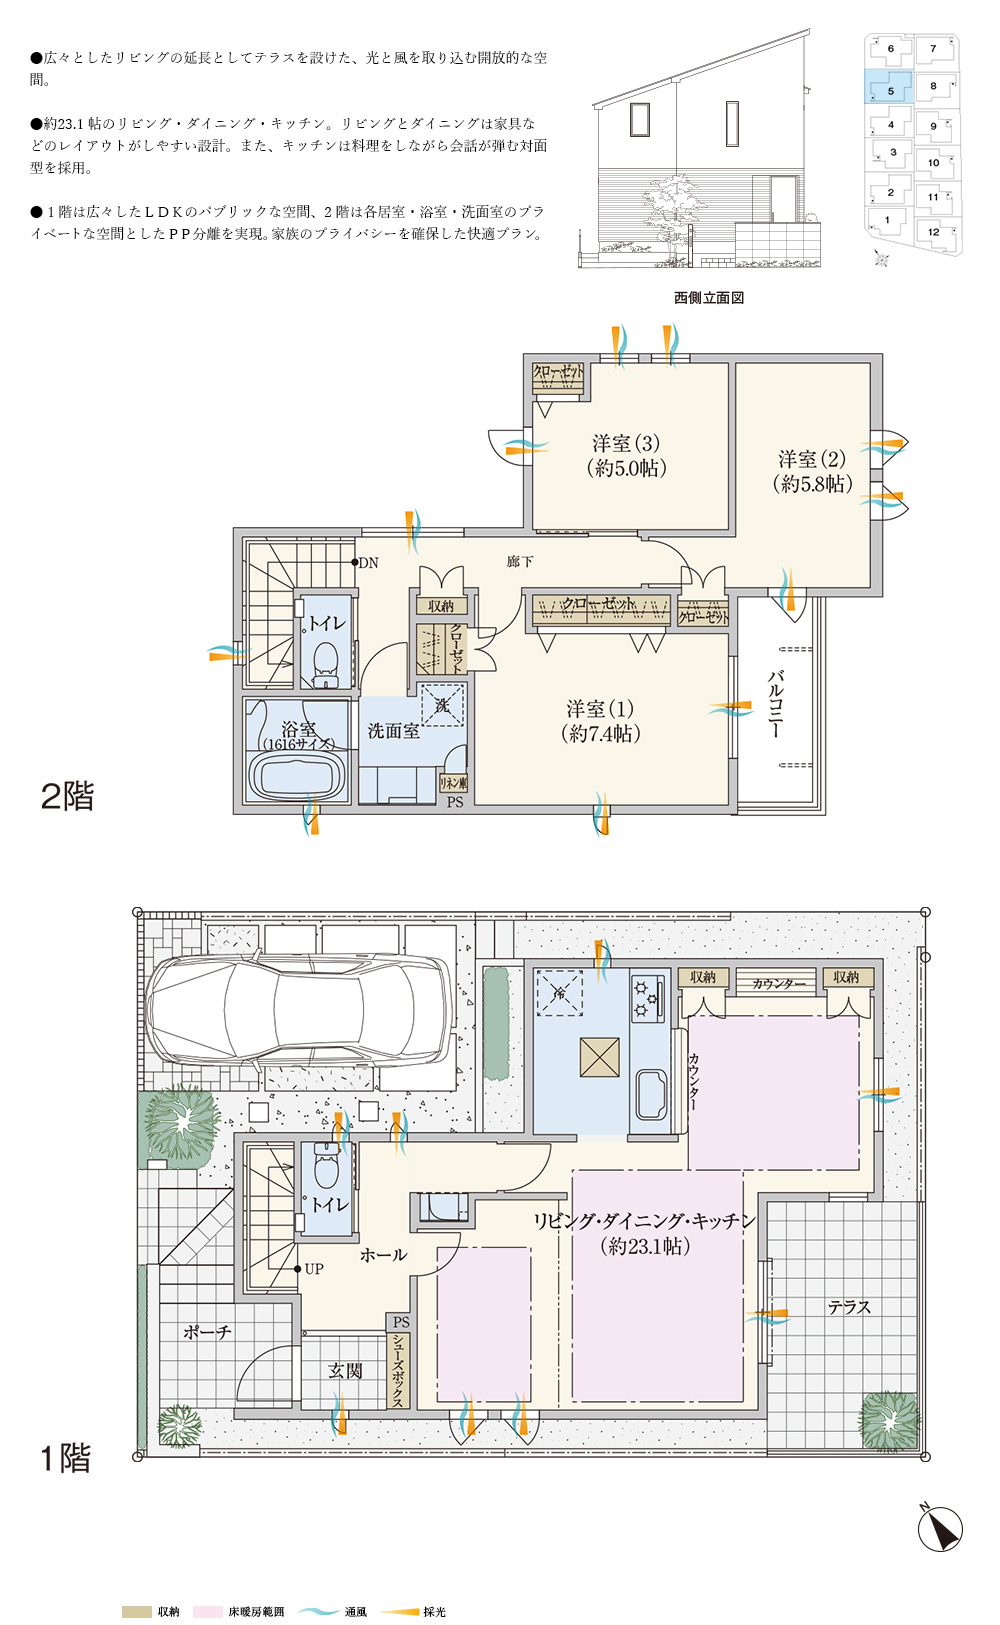 ●広々としたリビングの延長としてテラスを設けた、光と風を取り込む開放的な空
間。
●約23.1 帖のリビング・ダイニング・キッチン。リビングとダイニングは家具な
どのレイアウトがしやすい設計。また、キッチンは料理をしながら会話が弾む対面
型を採用。
●１階は広々したＬＤＫのパブリックな空間、２階は各居室・浴室・洗面室のプラ
イベートな空間としたＰＰ分離を実現。家族のプライバシーを確保した快適プラン。
西側立面図
6
7
5
8
4
9
3
10
2
11
1
12
クローゼット
洋室（3）
（約5.0帖）
洋室（2）
（約5.8帖）
DN
廊下
収納
クローゼット
クローゼット
トイレ
クローゼット
バルコニー
洗
洋室（1）
（約7.4帖）
浴室
（1616サイズ）
洗面室
リネン庫
PS
2階
冷
収納
カウンター
収納
カウンター
トイレ
リビング・ダイニング・キッチン
（約23.1帖）
ホール
UP
PS
テラス
ポーチ
玄関
シューズボックス
1階
N
収納
床暖房範囲
通風
採光